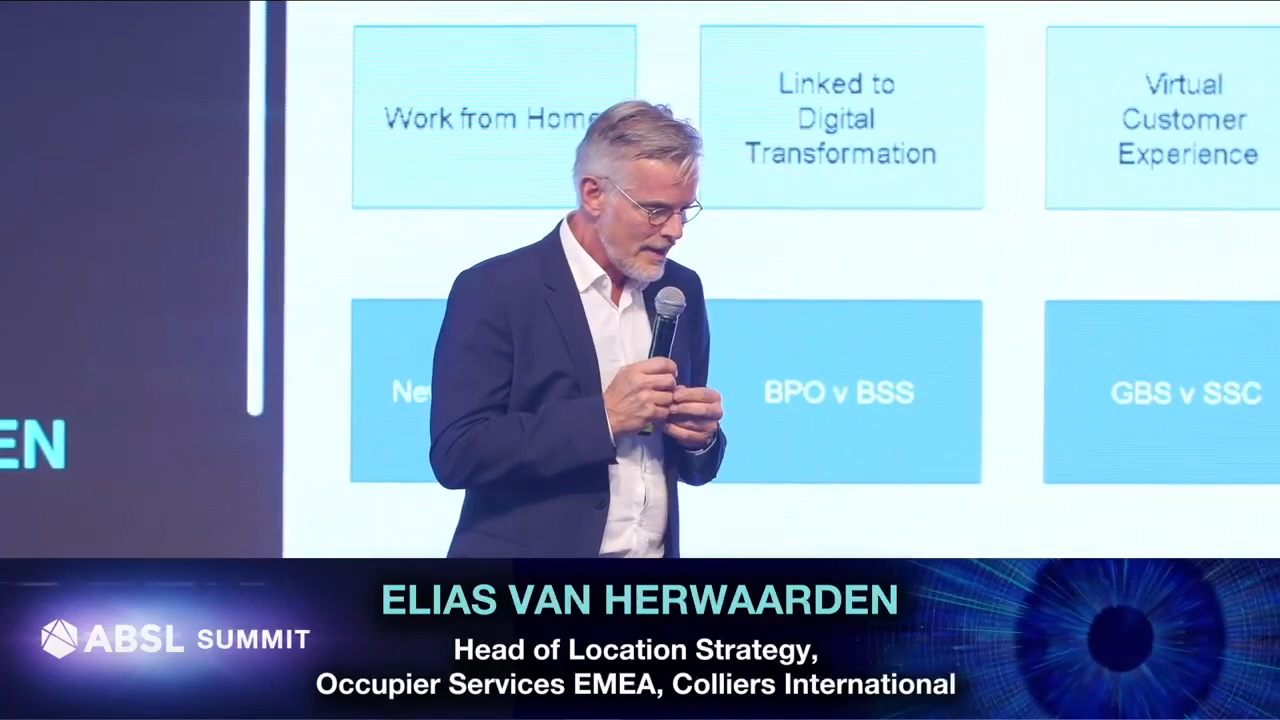 Work from Home
Linked to
Digital
Transformation
Virtual
Customer
Experience
BPO v BSS
GBS v SSC
EN
ELIAS VAN HERWAARDEN
ABSL SUMMIT
Head of Location Strategy,
Occupier Services EMEA, Colliers International